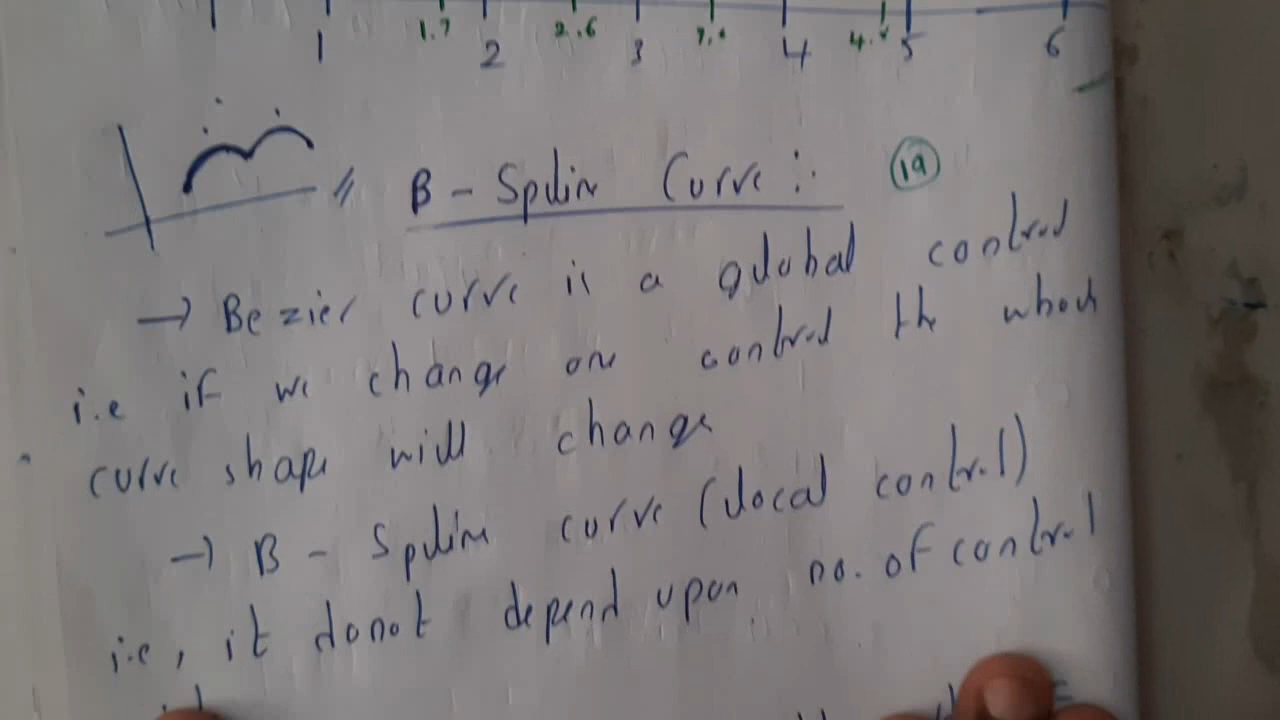 1 1.7 2 2.6 3 4 4. 5 6
B - Spline Curve : 19
→ Bezier curve is a global control
i.e if we change one control the whole
curve shape will change
→ B - Spline curve (local control)
i.e, it donot depend upon no. of control